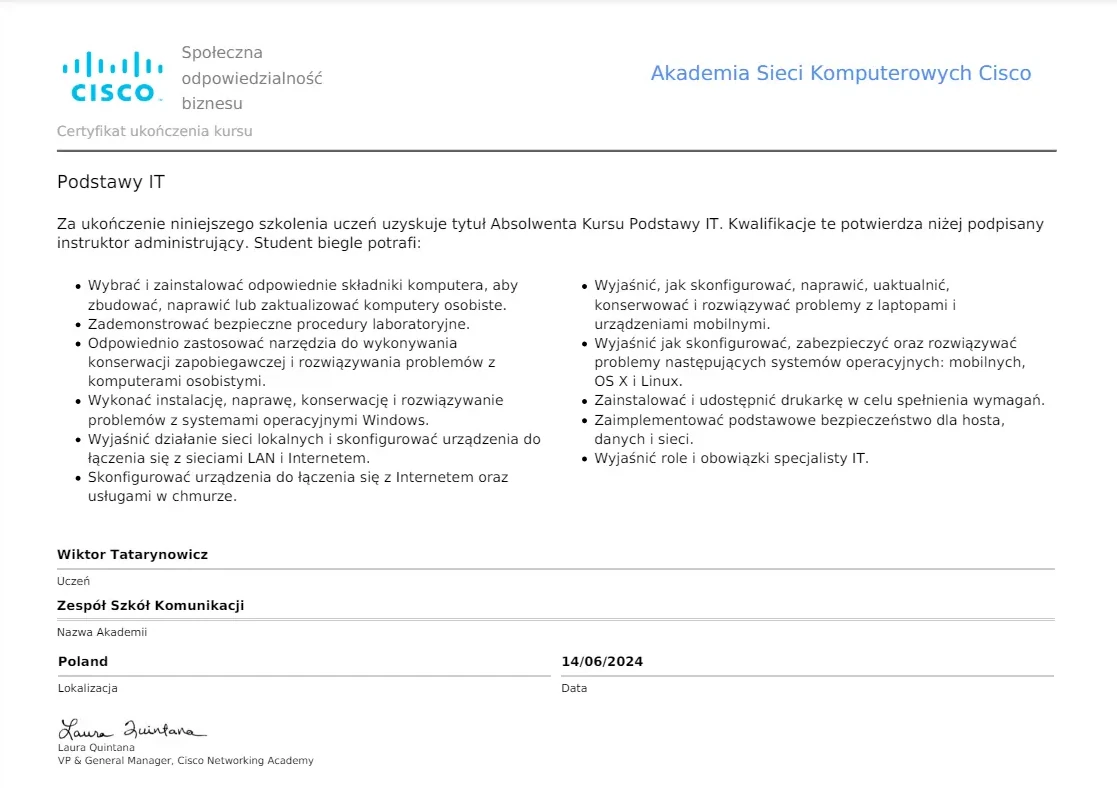 CISCO
Społeczna
odpowiedzialność
biznesu
Akademia Sieci Komputerowych Cisco
Certyfikat ukończenia kursu
Podstawy IT
Za ukończenie niniejszego szkolenia uczeń uzyskuje tytuł Absolwenta Kursu Podstawy IT. Kwalifikacje te potwierdza niżej podpisany
instruktor administrujący. Student biegle potrafi:
• Wybrać i zainstalować odpowiednie składniki komputera, aby
zbudować, naprawić lub zaktualizować komputery osobiste.
• Zademonstrować bezpieczne procedury laboratoryjne.
• Odpowiednio zastosować narzędzia do wykonywania
konserwacji zapobiegawczej i rozwiązywania problemów z
komputerami osobistymi.
• Wykonać instalację, naprawę, konserwację i rozwiązywanie
problemów z systemami operacyjnymi Windows.
• Wyjaśnić działanie sieci lokalnych i skonfigurować urządzenia do
łączenia się z sieciami LAN i Internetem.
• Skonfigurować urządzenia do łączenia się z Internetem oraz
usługami w chmurze.
• Wyjaśnić, jak skonfigurować, naprawić, uaktualnić,
konserwować i rozwiązywać problemy z laptopami i
urządzeniami mobilnymi.
• Wyjaśnić jak skonfigurować, zabezpieczyć oraz rozwiązywać
problemy następujących systemów operacyjnych: mobilnych,
OS X i Linux.
• Zainstalować i udostępnić drukarkę w celu spełnienia wymagań.
• Zaimplementować podstawowe bezpieczeństwo dla hosta,
danych i sieci.
• Wyjaśnić role i obowiązki specjalisty IT.
Wiktor Tatarynowicz
Uczeń
Zespół Szkół Komunikacji
Nazwa Akademii
Poland
Lokalizacja
14/06/2024
Data
Laura Quintana
Laura Quintana
VP & General Manager, Cisco Networking Academy